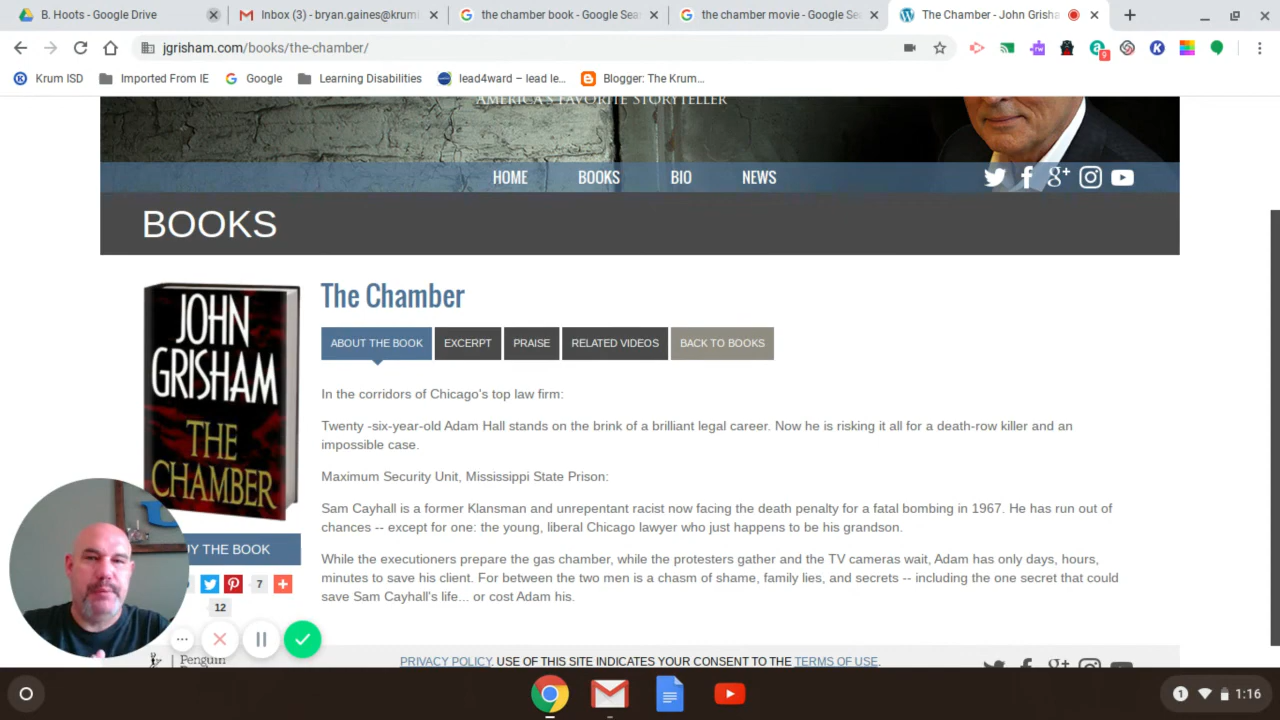 B. Hoots - Google Drive
Inbox (3) - bryan.gaines@krumi
the chamber book - Google Sea
the chamber movie - Google Se
The Chamber - John Grisha
jgrisham.com/books/the-chamber/
9
Krum ISD
Imported From IE
Google
Learning Disabilities
lead4ward – lead le...
Blogger: The Krum...
AMERICA'S FAVORITE STORYTELLER
HOME BOOKS BIO NEWS
BOOKS
JOHN
GRISHAM
THE
CHAMBER
The Chamber
ABOUT THE BOOK EXCERPT PRAISE RELATED VIDEOS BACK TO BOOKS
In the corridors of Chicago's top law firm:
Twenty -six-year-old Adam Hall stands on the brink of a brilliant legal career. Now he is risking it all for a death-row killer and an
impossible case.
Maximum Security Unit, Mississippi State Prison:
Sam Cayhall is a former Klansman and unrepentant racist now facing the death penalty for a fatal bombing in 1967. He has run out of
chances -- except for one: the young, liberal Chicago lawyer who just happens to be his grandson.
While the executioners prepare the gas chamber, while the protesters gather and the TV cameras wait, Adam has only days, hours,
minutes to save his client. For between the two men is a chasm of shame, family lies, and secrets -- including the one secret that could
save Sam Cayhall's life... or cost Adam his.
UY THE BOOK
7
12
Penguin
PRIVACY POLICY. USE OF THIS SITE INDICATES YOUR CONSENT TO THE TERMS OF USE.
1 1:16